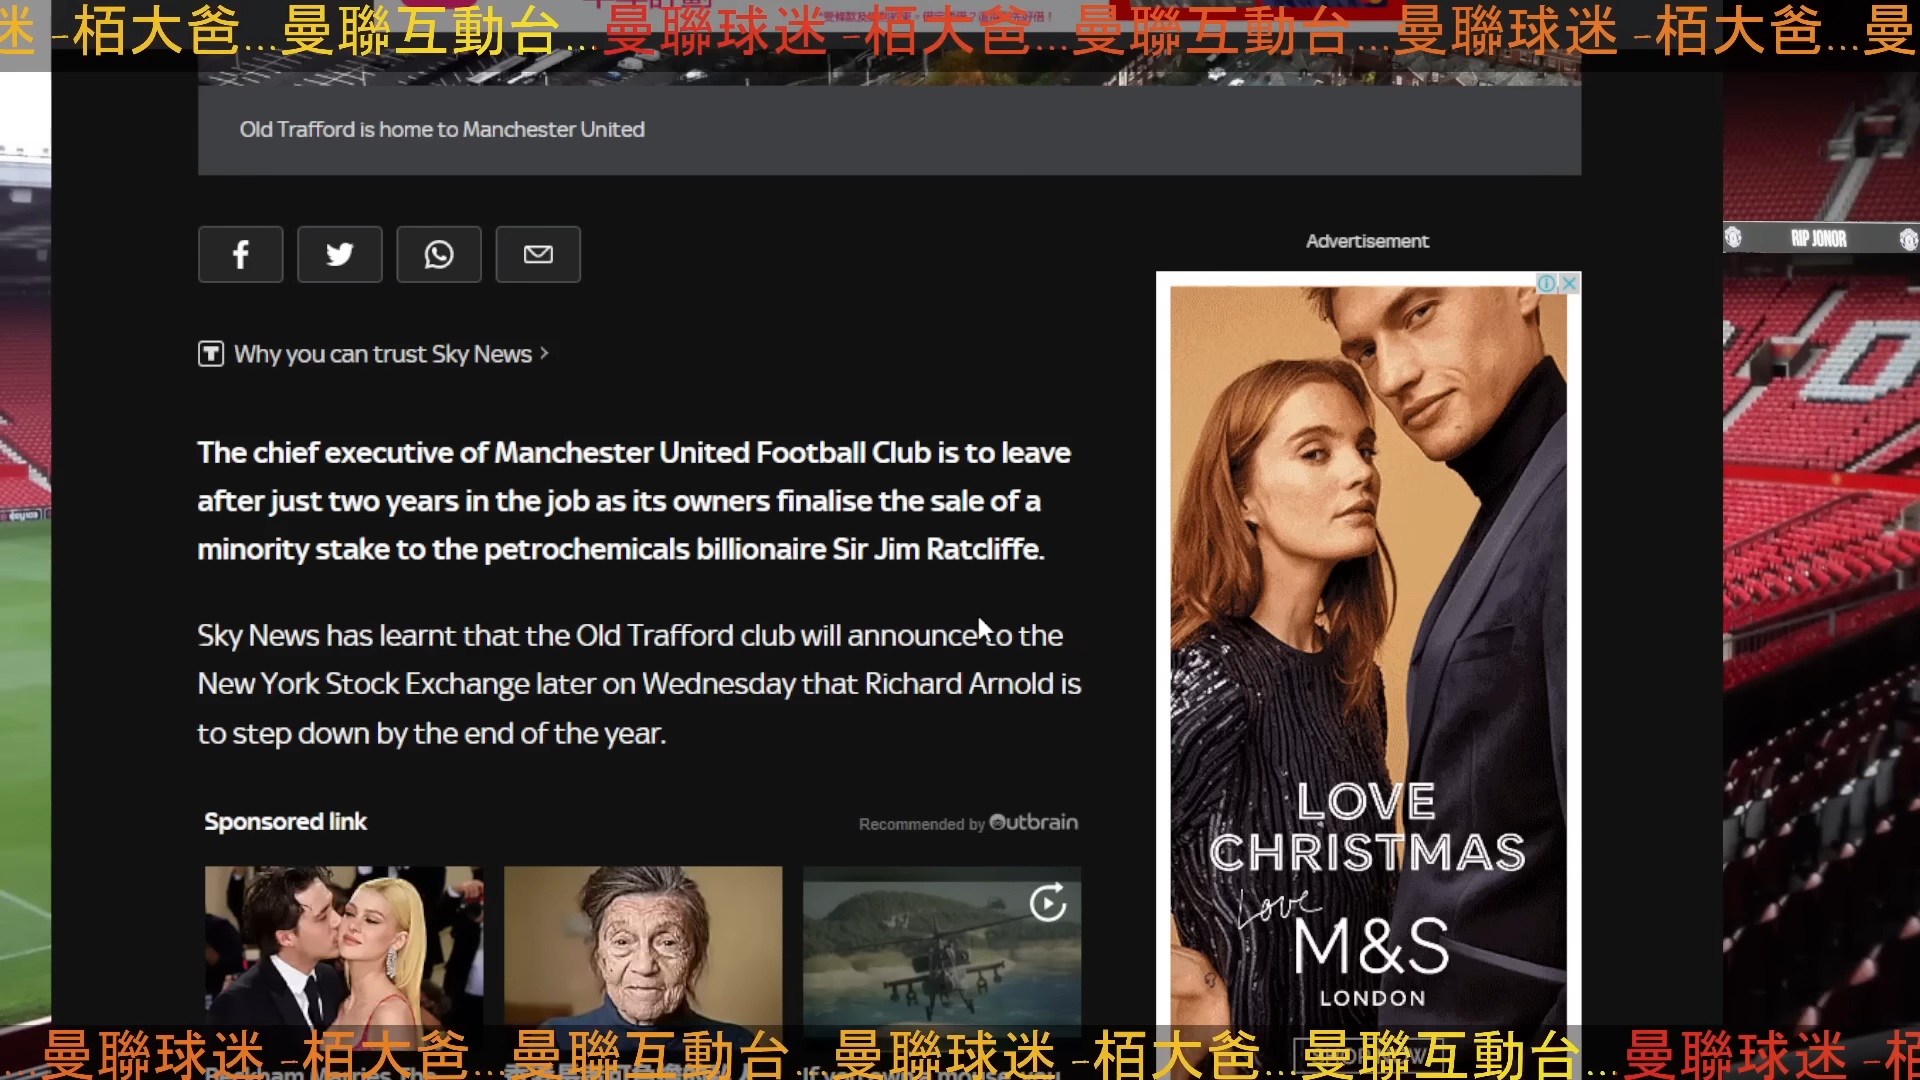 迷 -栢大爸...曼聯互動台...曼聯球迷 -栢大爸...曼聯互動台...曼聯球迷 -栢大爸...曼
Old Trafford is home to Manchester United
RIP JONOR
Advertisement
Why you can trust Sky News
The chief executive of Manchester United Football Club is to leave
after just two years in the job as its owners finalise the sale of a
minority stake to the petrochemicals billionaire Sir Jim Ratcliffe.
Sky News has learnt that the Old Trafford club will announce to the
New York Stock Exchange later on Wednesday that Richard Arnold is
to step down by the end of the year.
Sponsored link
Recommended by Outbrain
LOVE
CHRISTMAS
Love
M&S
LONDON
...曼聯球迷 -栢大爸...曼聯互動台...曼聯球迷 -栢大爸...曼聯互動台...曼聯球迷 -栢